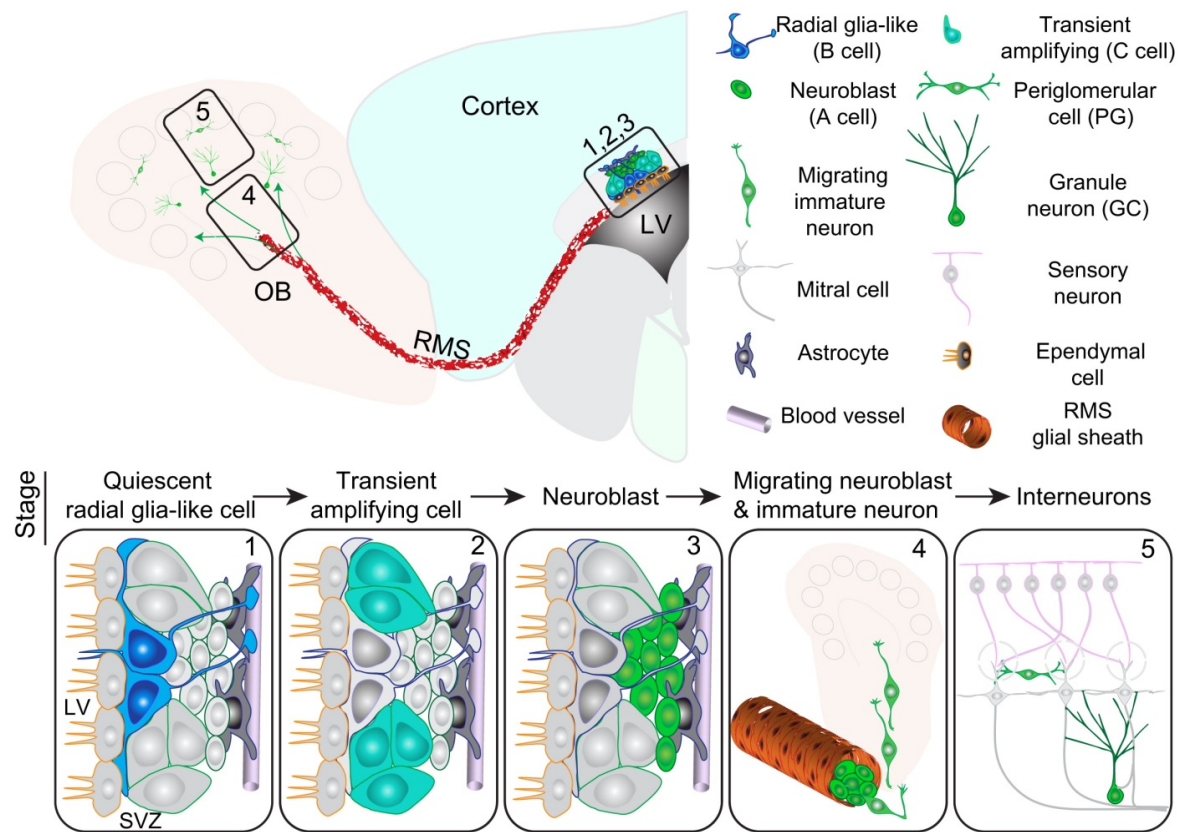 5
4
OB
RMS
Cortex
1,2,3
LV
Radial glia-like
(B cell)
Transient
amplifying (C cell)
Neuroblast
(A cell)
Periglomerular
cell (PG)
Migrating
immature
neuron
Granule
neuron (GC)
Mitral cell
Sensory
neuron
Astrocyte
Ependymal
cell
Blood vessel
RMS
glial sheath
Stage
Quiescent
radial glia-like cell
Transient
amplifying cell
Neuroblast
Migrating neuroblast
& immature neuron
Interneurons
1
LV
SVZ
2
3
4
5